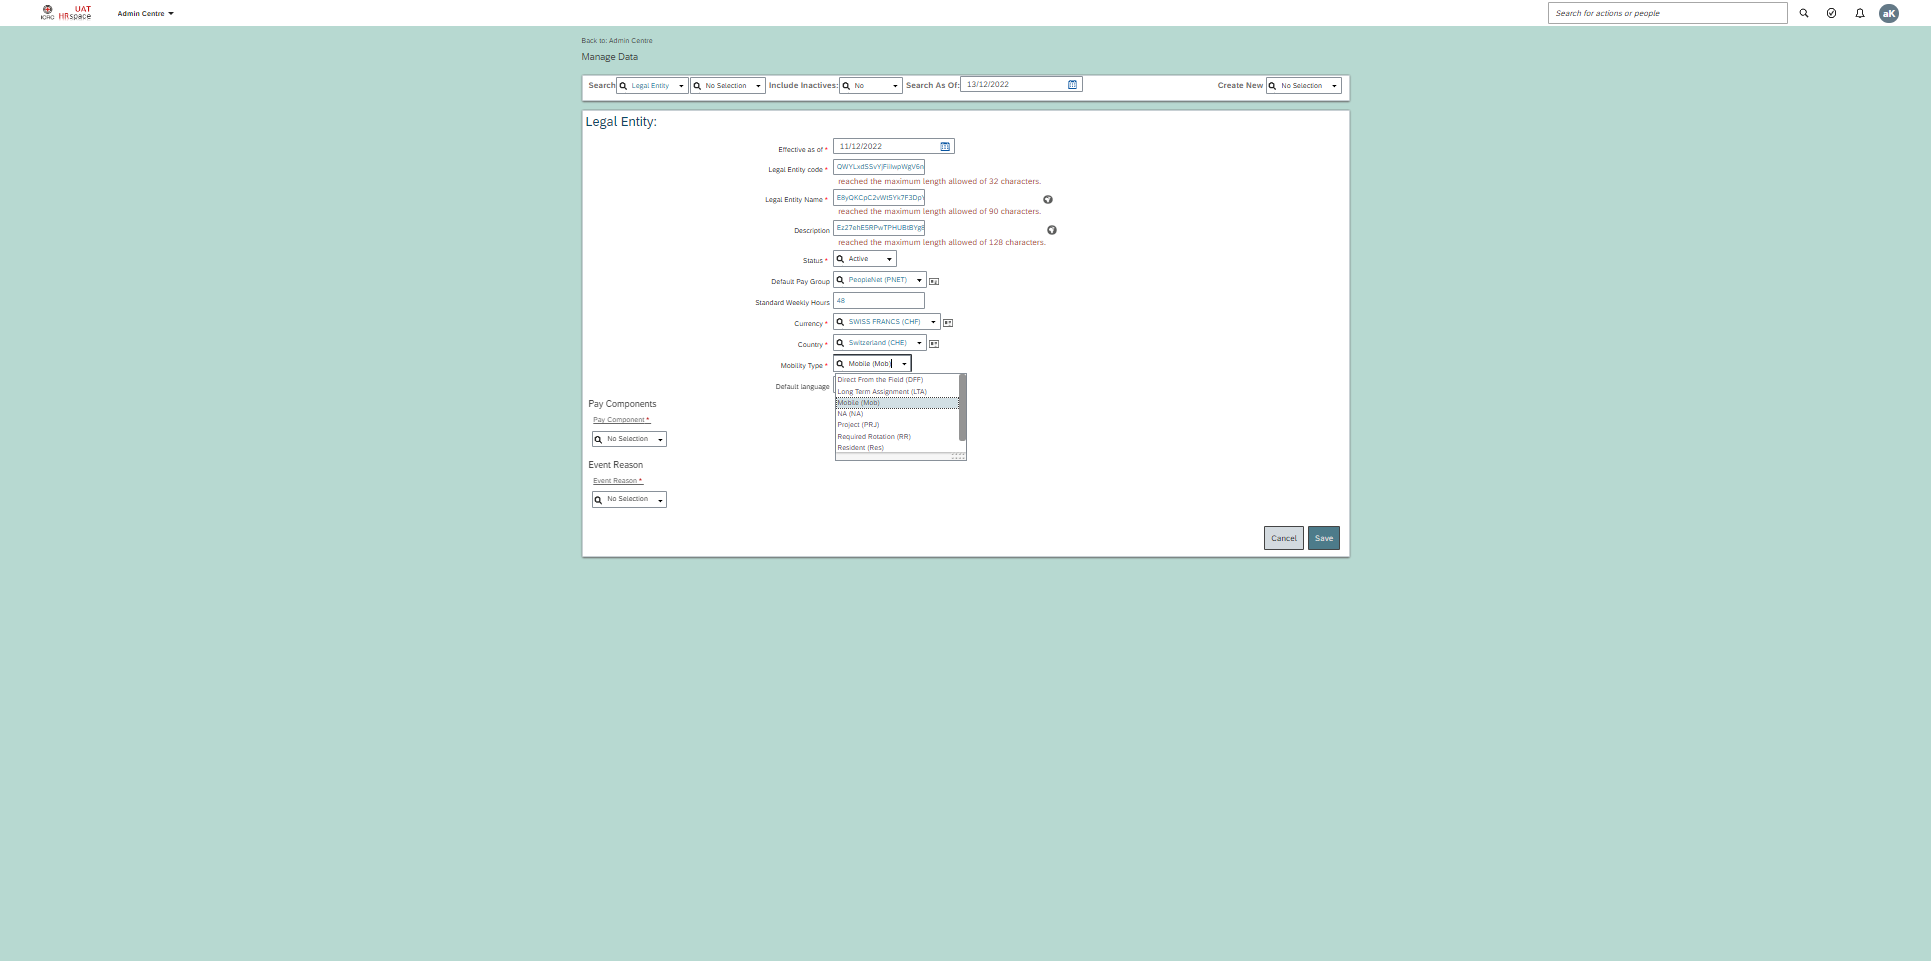 ICRC UAT HRspace Admin Centre Search for actions or people aK
Back to: Admin Centre
Manage Data
Search Legal Entity No Selection Include Inactives: No Search As Of: 13/12/2022 Create New No Selection
Legal Entity:
Effective as of * 11/12/2022
Legal Entity code *
reached the maximum length allowed of 32 characters.
Legal Entity Name *
reached the maximum length allowed of 90 characters.
Description
reached the maximum length allowed of 128 characters.
Status * Active
Default Pay Group PeopleNet (PNET)
Standard Weekly Hours 48
Currency * SWISS FRANCS (CHF)
Country * Switzerland (CHE)
Mobility Type * Mobile (Mob)
Default language
Direct From the Field (DFF)
Long Term Assignment (LTA)
Mobile (Mob)
NA (NA)
Project (PRJ)
Required Rotation (RR)
Resident (Res)
Pay Components
Pay Component *
No Selection
Event Reason
Event Reason *
No Selection
Cancel Save